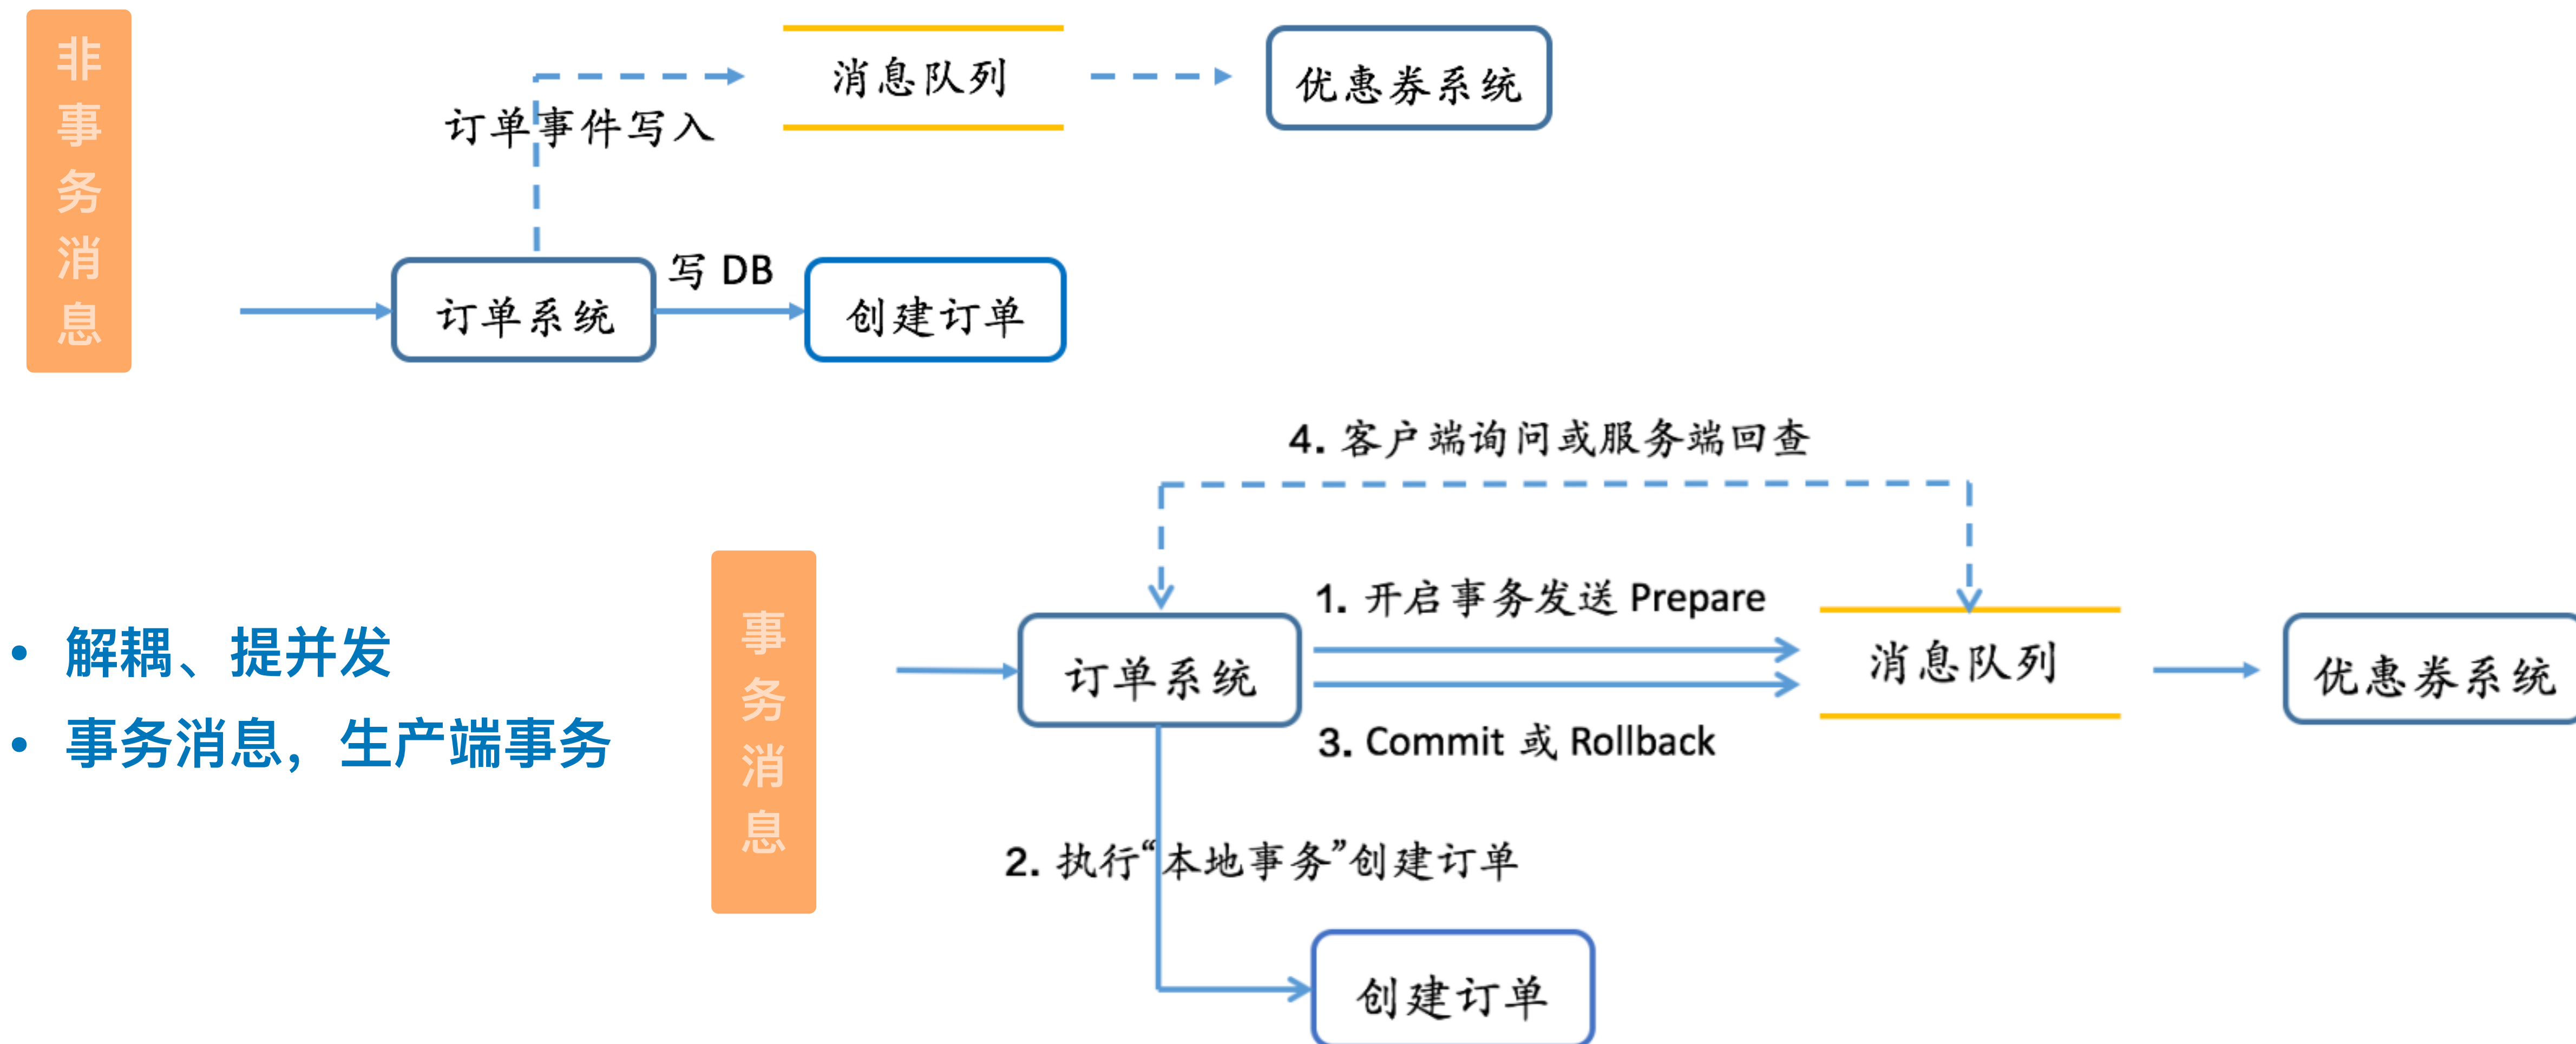 非事务消息
消息队列
优惠券系统
订单事件写入
写 DB
订单系统
创建订单
4. 客户端询问或服务端回查
• 解耦、提并发
• 事务消息，生产端事务
事务消息
1. 开启事务发送 Prepare
订单系统
消息队列
优惠券系统
3. Commit 或 Rollback
2. 执行“本地事务”创建订单
创建订单